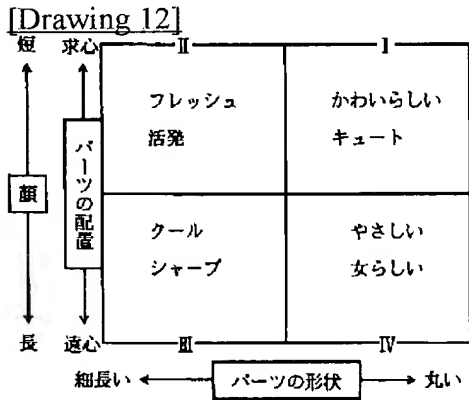 [Drawing 12]
短 求心 Ⅱ Ⅰ
フレッシュ かわいらしい
活発 キュート
顔 パーツの配置
クール やさしい
シャープ 女らしい
長 遠心 Ⅲ Ⅳ
細長い パーツの形状 丸い